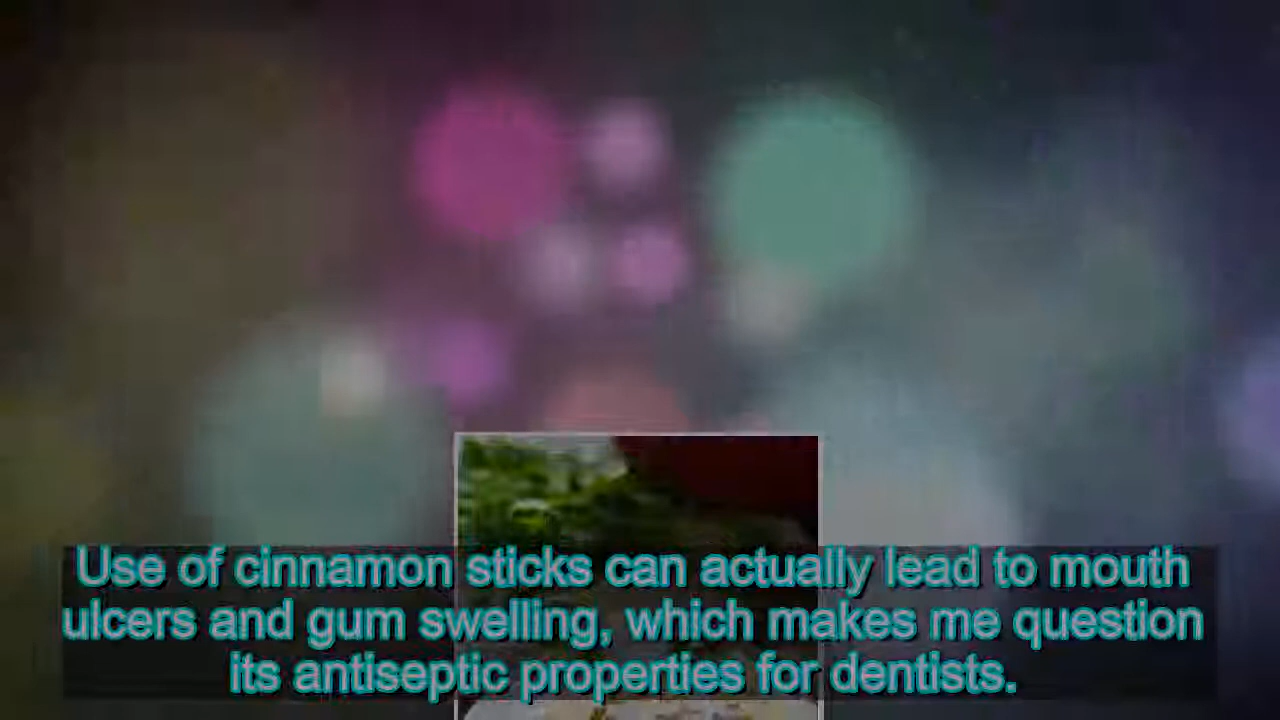 Use of cinnamon sticks can actually lead to mouth
ulcers and gum swelling, which makes me question
its antiseptic properties for dentists.